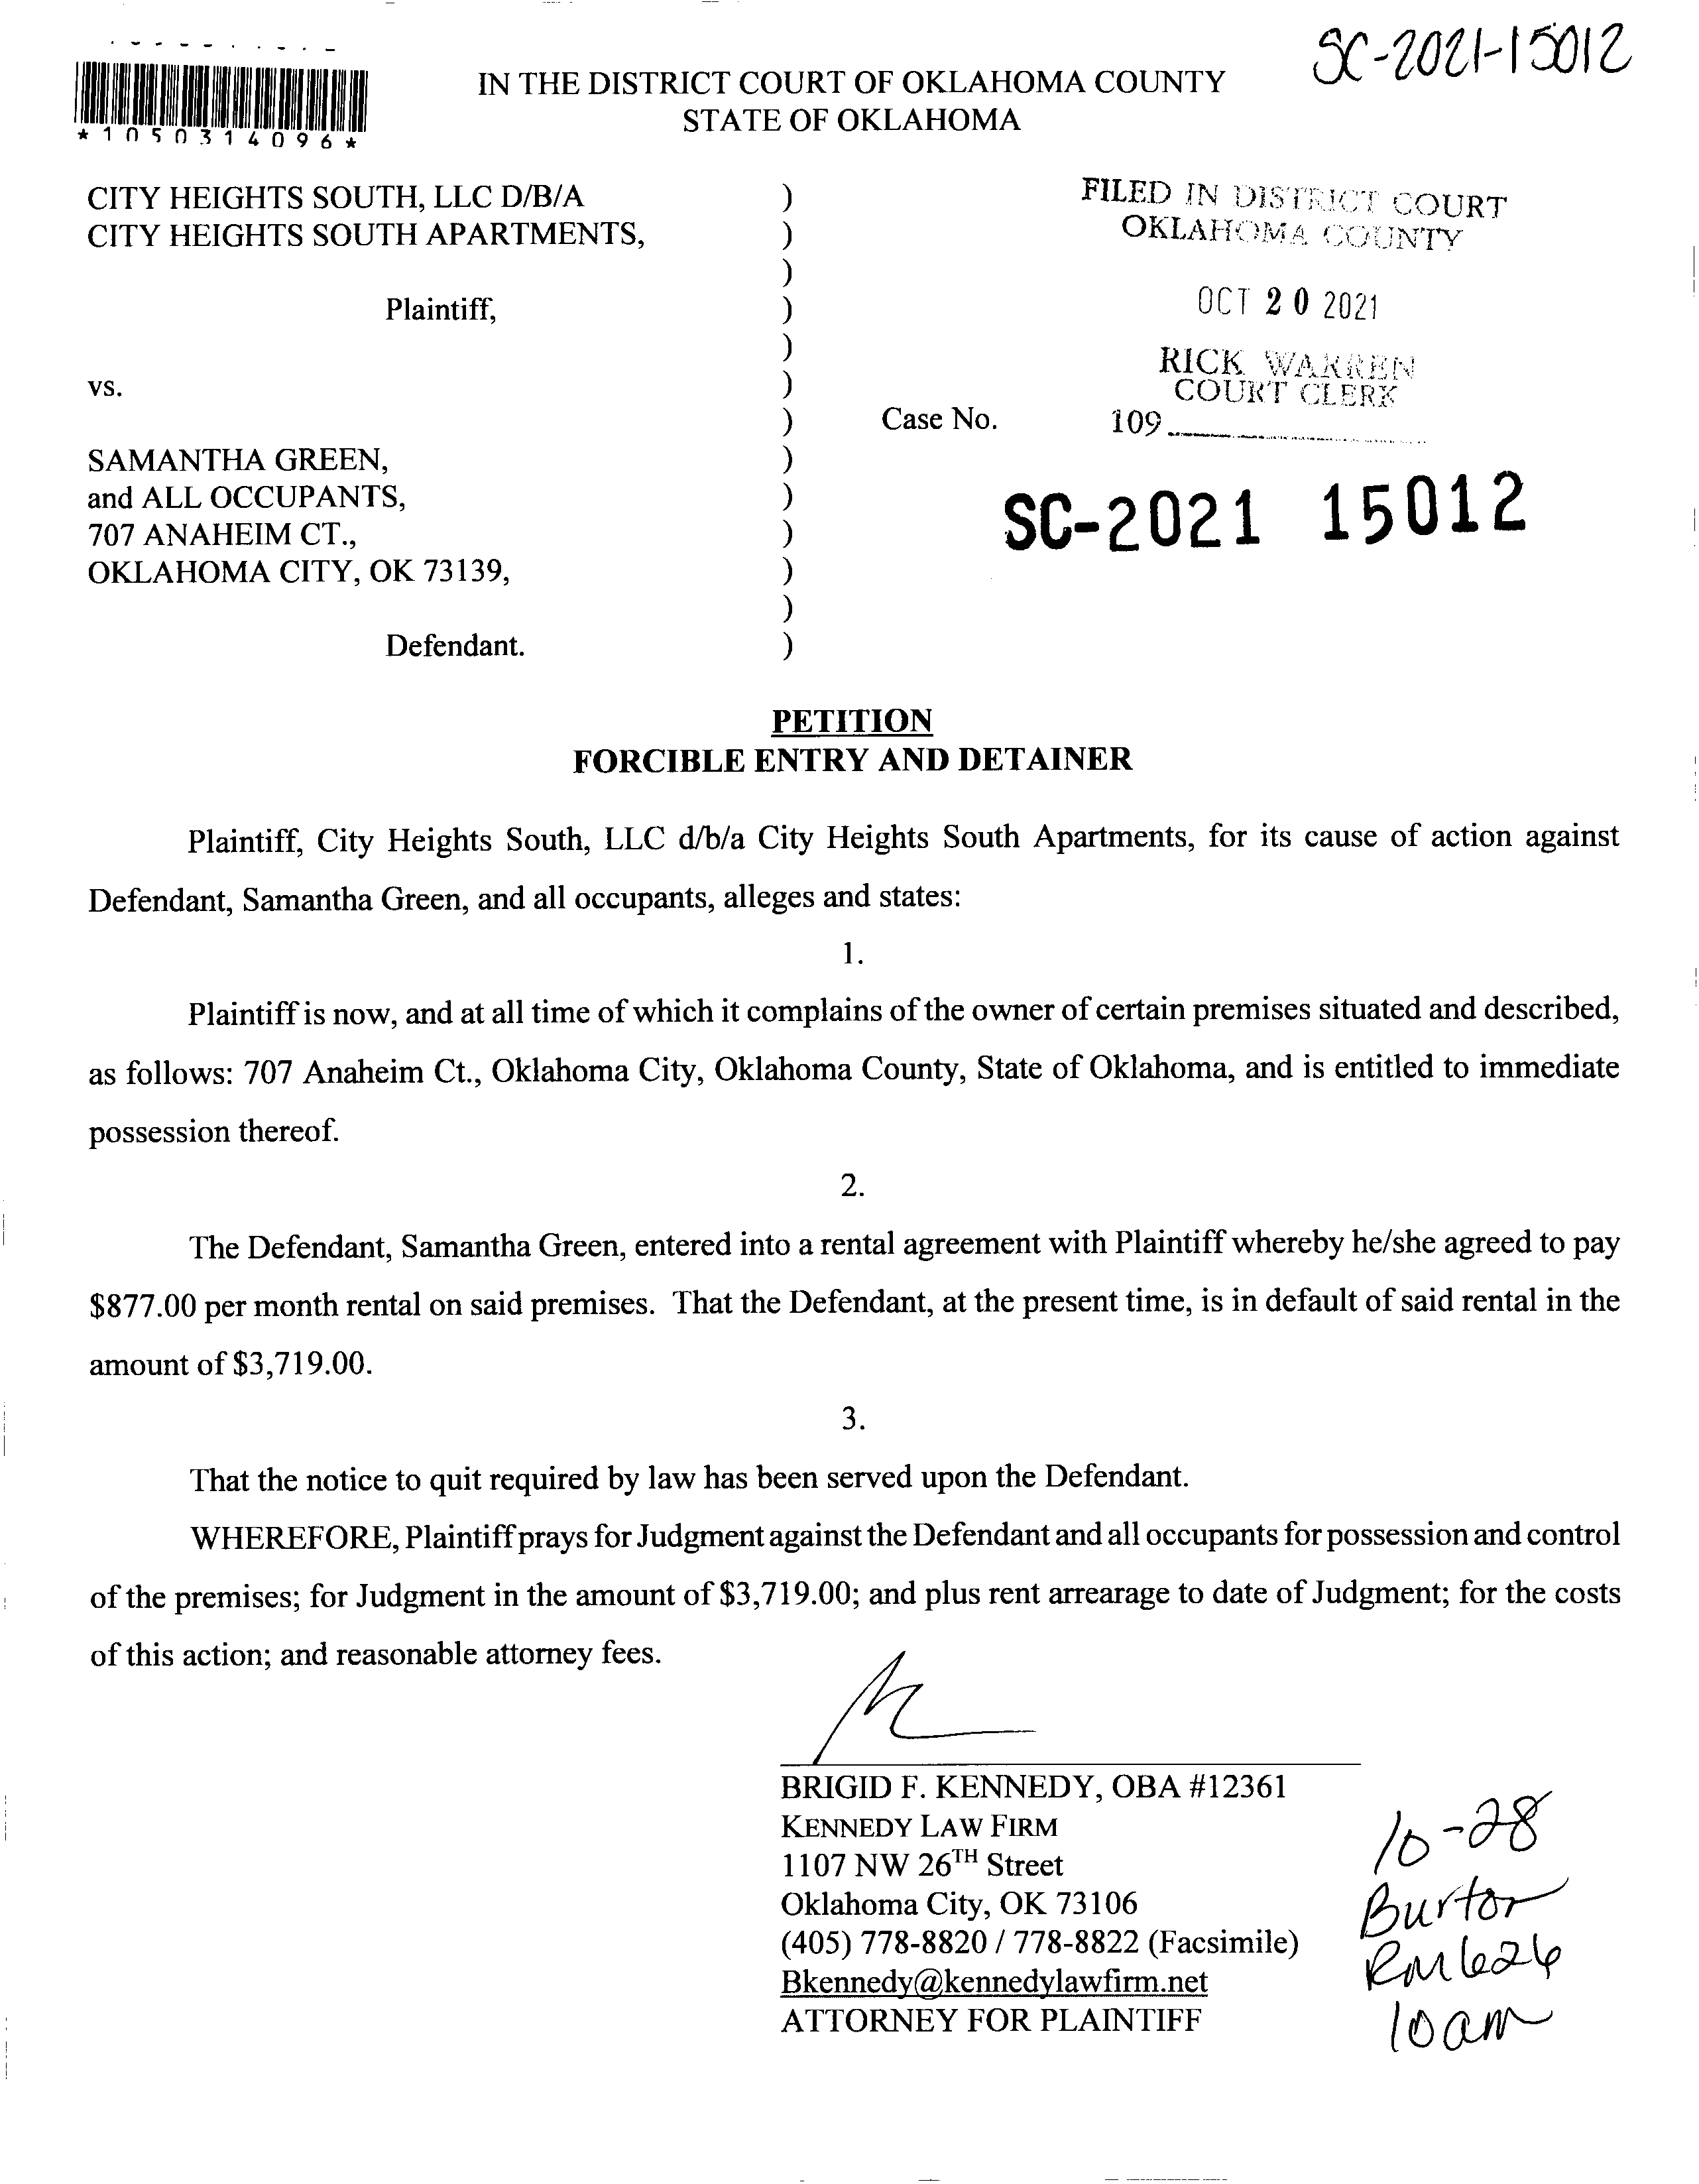 SC-2021-15012
*1050314096*
IN THE DISTRICT COURT OF OKLAHOMA COUNTY
STATE OF OKLAHOMA
CITY HEIGHTS SOUTH, LLC D/B/A )
CITY HEIGHTS SOUTH APARTMENTS, )
)
Plaintiff, )
)
vs. )
)
SAMANTHA GREEN, )
and ALL OCCUPANTS, )
707 ANAHEIM CT., )
OKLAHOMA CITY, OK 73139, )
)
Defendant. )
FILED IN DISTRICT COURT
OKLAHOMA COUNTY
OCT 20 2021
RICK WARREN
COURT CLERK
Case No. 109
SC-2021 15012
PETITION
FORCIBLE ENTRY AND DETAINER
Plaintiff, City Heights South, LLC d/b/a City Heights South Apartments, for its cause of action against
Defendant, Samantha Green, and all occupants, alleges and states:
1.
Plaintiff is now, and at all time of which it complains of the owner of certain premises situated and described,
as follows: 707 Anaheim Ct., Oklahoma City, Oklahoma County, State of Oklahoma, and is entitled to immediate
possession thereof.
2.
The Defendant, Samantha Green, entered into a rental agreement with Plaintiff whereby he/she agreed to pay
$877.00 per month rental on said premises. That the Defendant, at the present time, is in default of said rental in the
amount of $3,719.00.
3.
That the notice to quit required by law has been served upon the Defendant.
WHEREFORE, Plaintiff prays for Judgment against the Defendant and all occupants for possession and control
of the premises; for Judgment in the amount of $3,719.00; and plus rent arrearage to date of Judgment; for the costs
of this action; and reasonable attorney fees.
BRIGID F. KENNEDY, OBA #12361
KENNEDY LAW FIRM
1107 NW 26TH Street
Oklahoma City, OK 73106
(405) 778-8820 / 778-8822 (Facsimile)
Bkennedy@kennedylawfirm.net
ATTORNEY FOR PLAINTIFF
10-28
Burton
RM 626
10am